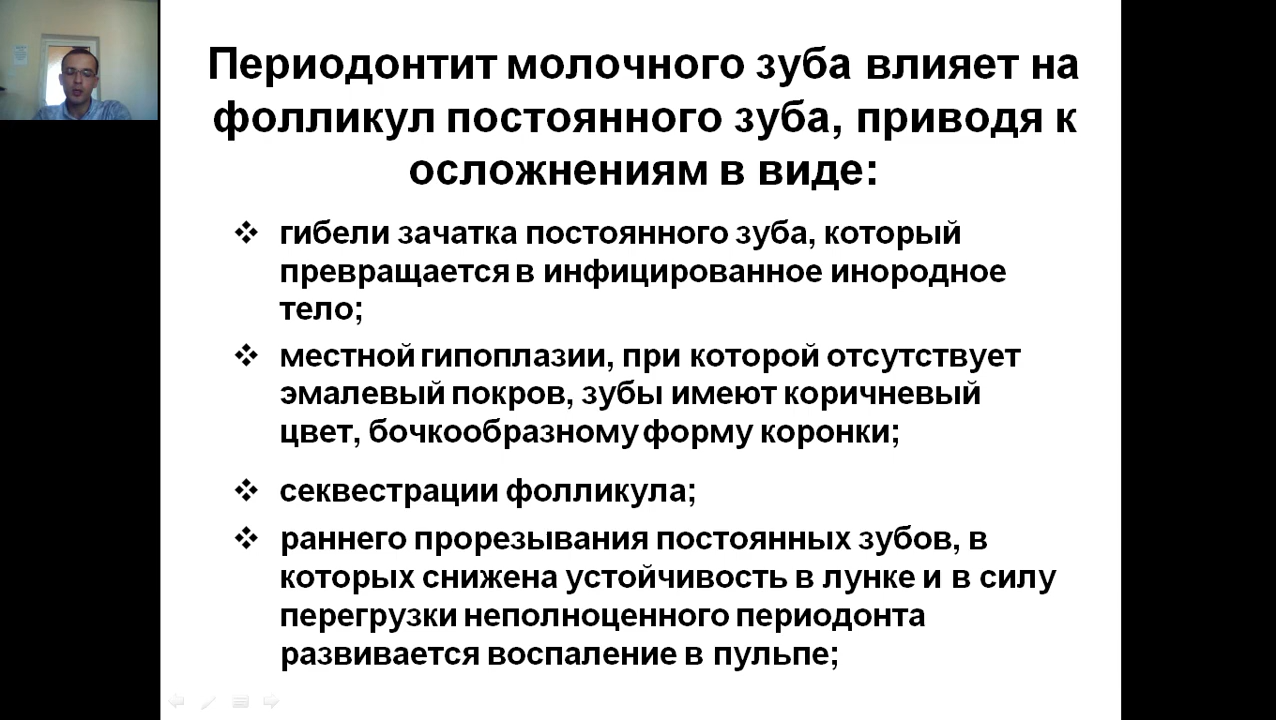 Периодонтит молочного зуба влияет на
фолликул постоянного зуба, приводя к
осложнениям в виде:
❖ гибели зачатка постоянного зуба, который
превращается в инфицированное инородное
тело;
❖ местной гипоплазии, при которой отсутствует
эмалевый покров, зубы имеют коричневый
цвет, бочкообразному форму коронки;
❖ секвестрации фолликула;
❖ раннего прорезывания постоянных зубов, в
которых снижена устойчивость в лунке и в силу
перегрузки неполноценного периодонта
развивается воспаление в пульпе;